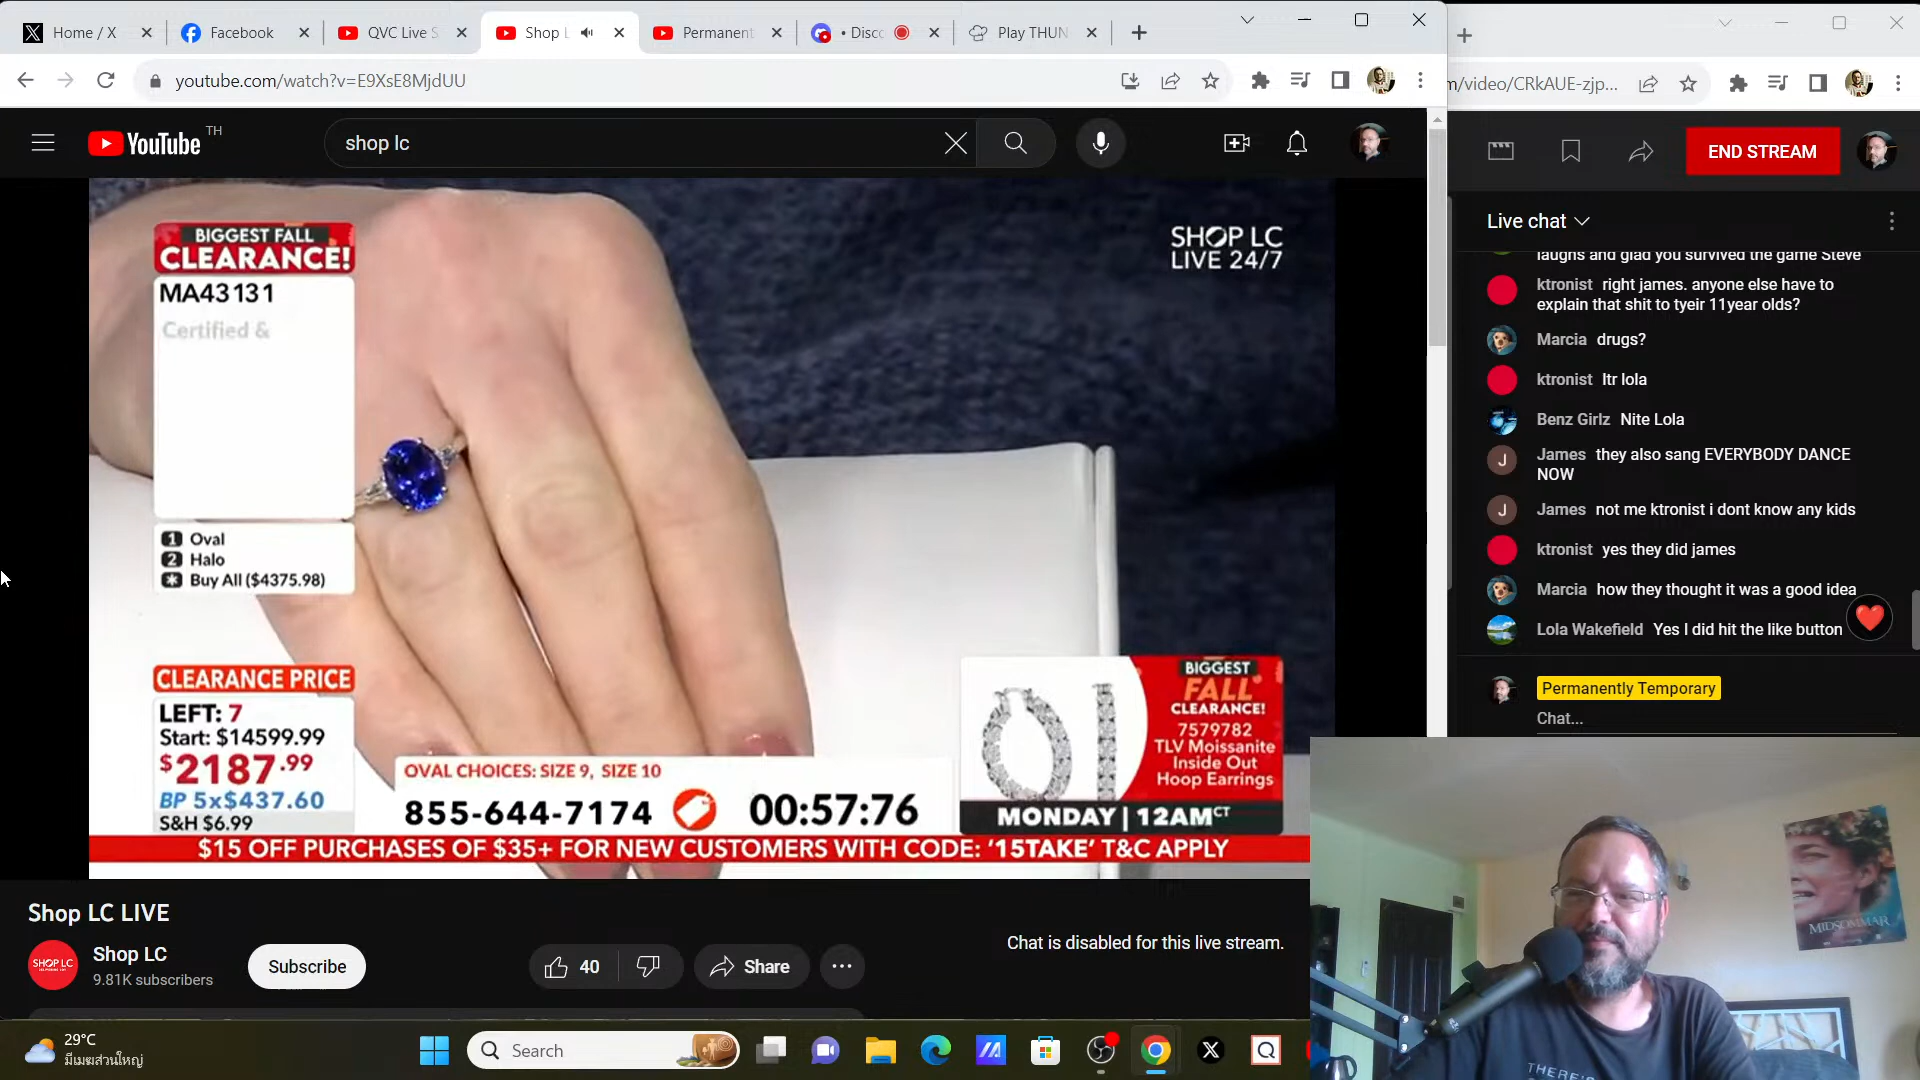 Home / X
Facebook
QVC Live S
Shop L
Permanent
• Disc
Play THUN
youtube.com/watch?v=E9XsE8MjdUU
m/video/CRkAUE-zjp...
YouTube TH
shop lc
END STREAM
BIGGEST FALL
CLEARANCE!
MA43131
Certified &
1 Oval
2 Halo
* Buy All ($4375.98)
SHOP LC
LIVE 24/7
CLEARANCE PRICE
LEFT: 7
Start: $14599.99
$2187.99
BP 5x$437.60
S&H $6.99
OVAL CHOICES: SIZE 9, SIZE 10
855-644-7174
00:57:76
BIGGEST
FALL
CLEARANCE!
7579782
TLV Moissanite
Inside Out
Hoop Earrings
MONDAY | 12AM CT
$15 OFF PURCHASES OF $35+ FOR NEW CUSTOMERS WITH CODE: '15TAKE' T&C APPLY
Shop LC LIVE
SHOP LC
Shop LC
9.81K subscribers
Subscribe
40
Share
Chat is disabled for this live stream.
Live chat
laughs and glad you survived the game Steve
ktronist right james. anyone else have to
explain that shit to tyeir 11year olds?
Marcia drugs?
ktronist ltr lola
Benz Girlz Nite Lola
J James they also sang EVERYBODY DANCE
NOW
J James not me ktronist i dont know any kids
ktronist yes they did james
Marcia how they thought it was a good idea
Lola Wakefield Yes I did hit the like button
Permanently Temporary
Chat...
MIDSOMMAR
THERE'S
29°C
มีเมฆส่วนใหญ่
Search